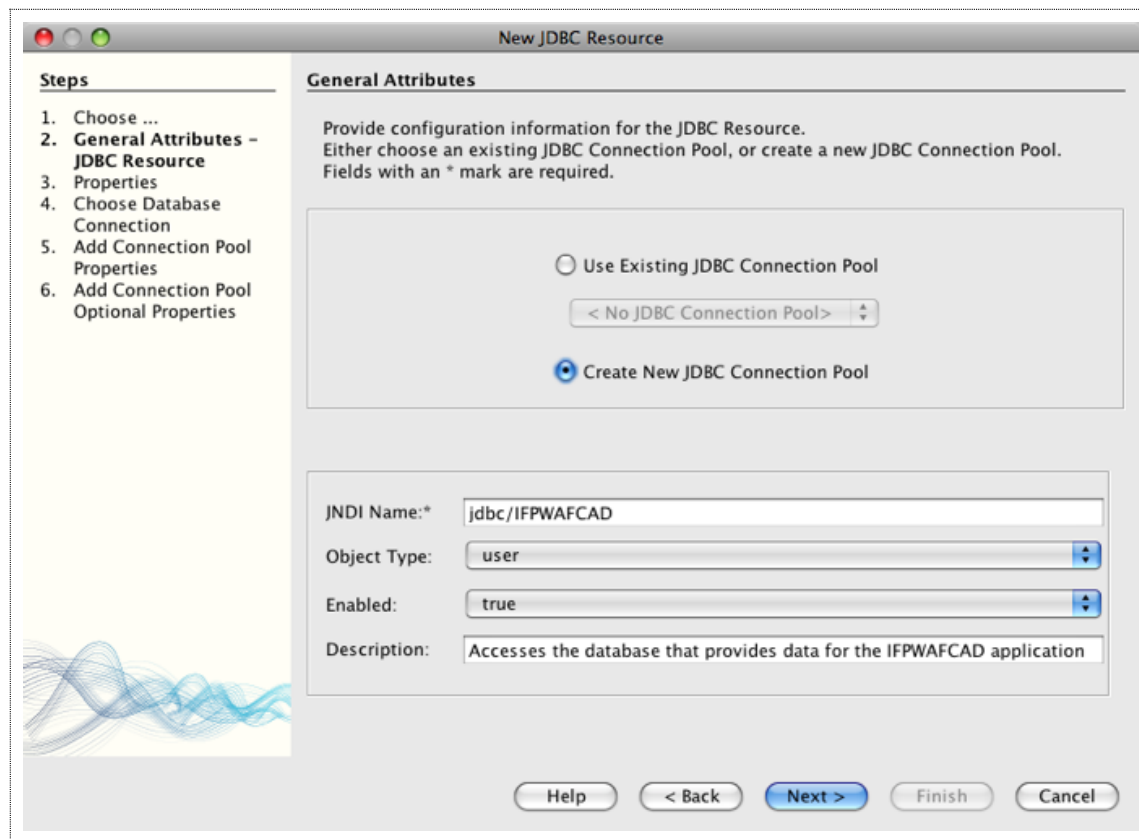 New JDBC Resource
Steps
1. Choose ...
2. General Attributes –
JDBC Resource
3. Properties
4. Choose Database
Connection
5. Add Connection Pool
Properties
6. Add Connection Pool
Optional Properties
General Attributes
Provide configuration information for the JDBC Resource.
Either choose an existing JDBC Connection Pool, or create a new JDBC Connection Pool.
Fields with an * mark are required.
Use Existing JDBC Connection Pool
< No JDBC Connection Pool>
Create New JDBC Connection Pool
JNDI Name:* jdbc/IFPWAFCAD
Object Type: user
Enabled: true
Description: Accesses the database that provides data for the IFPWAFCAD application
Help < Back Next > Finish Cancel